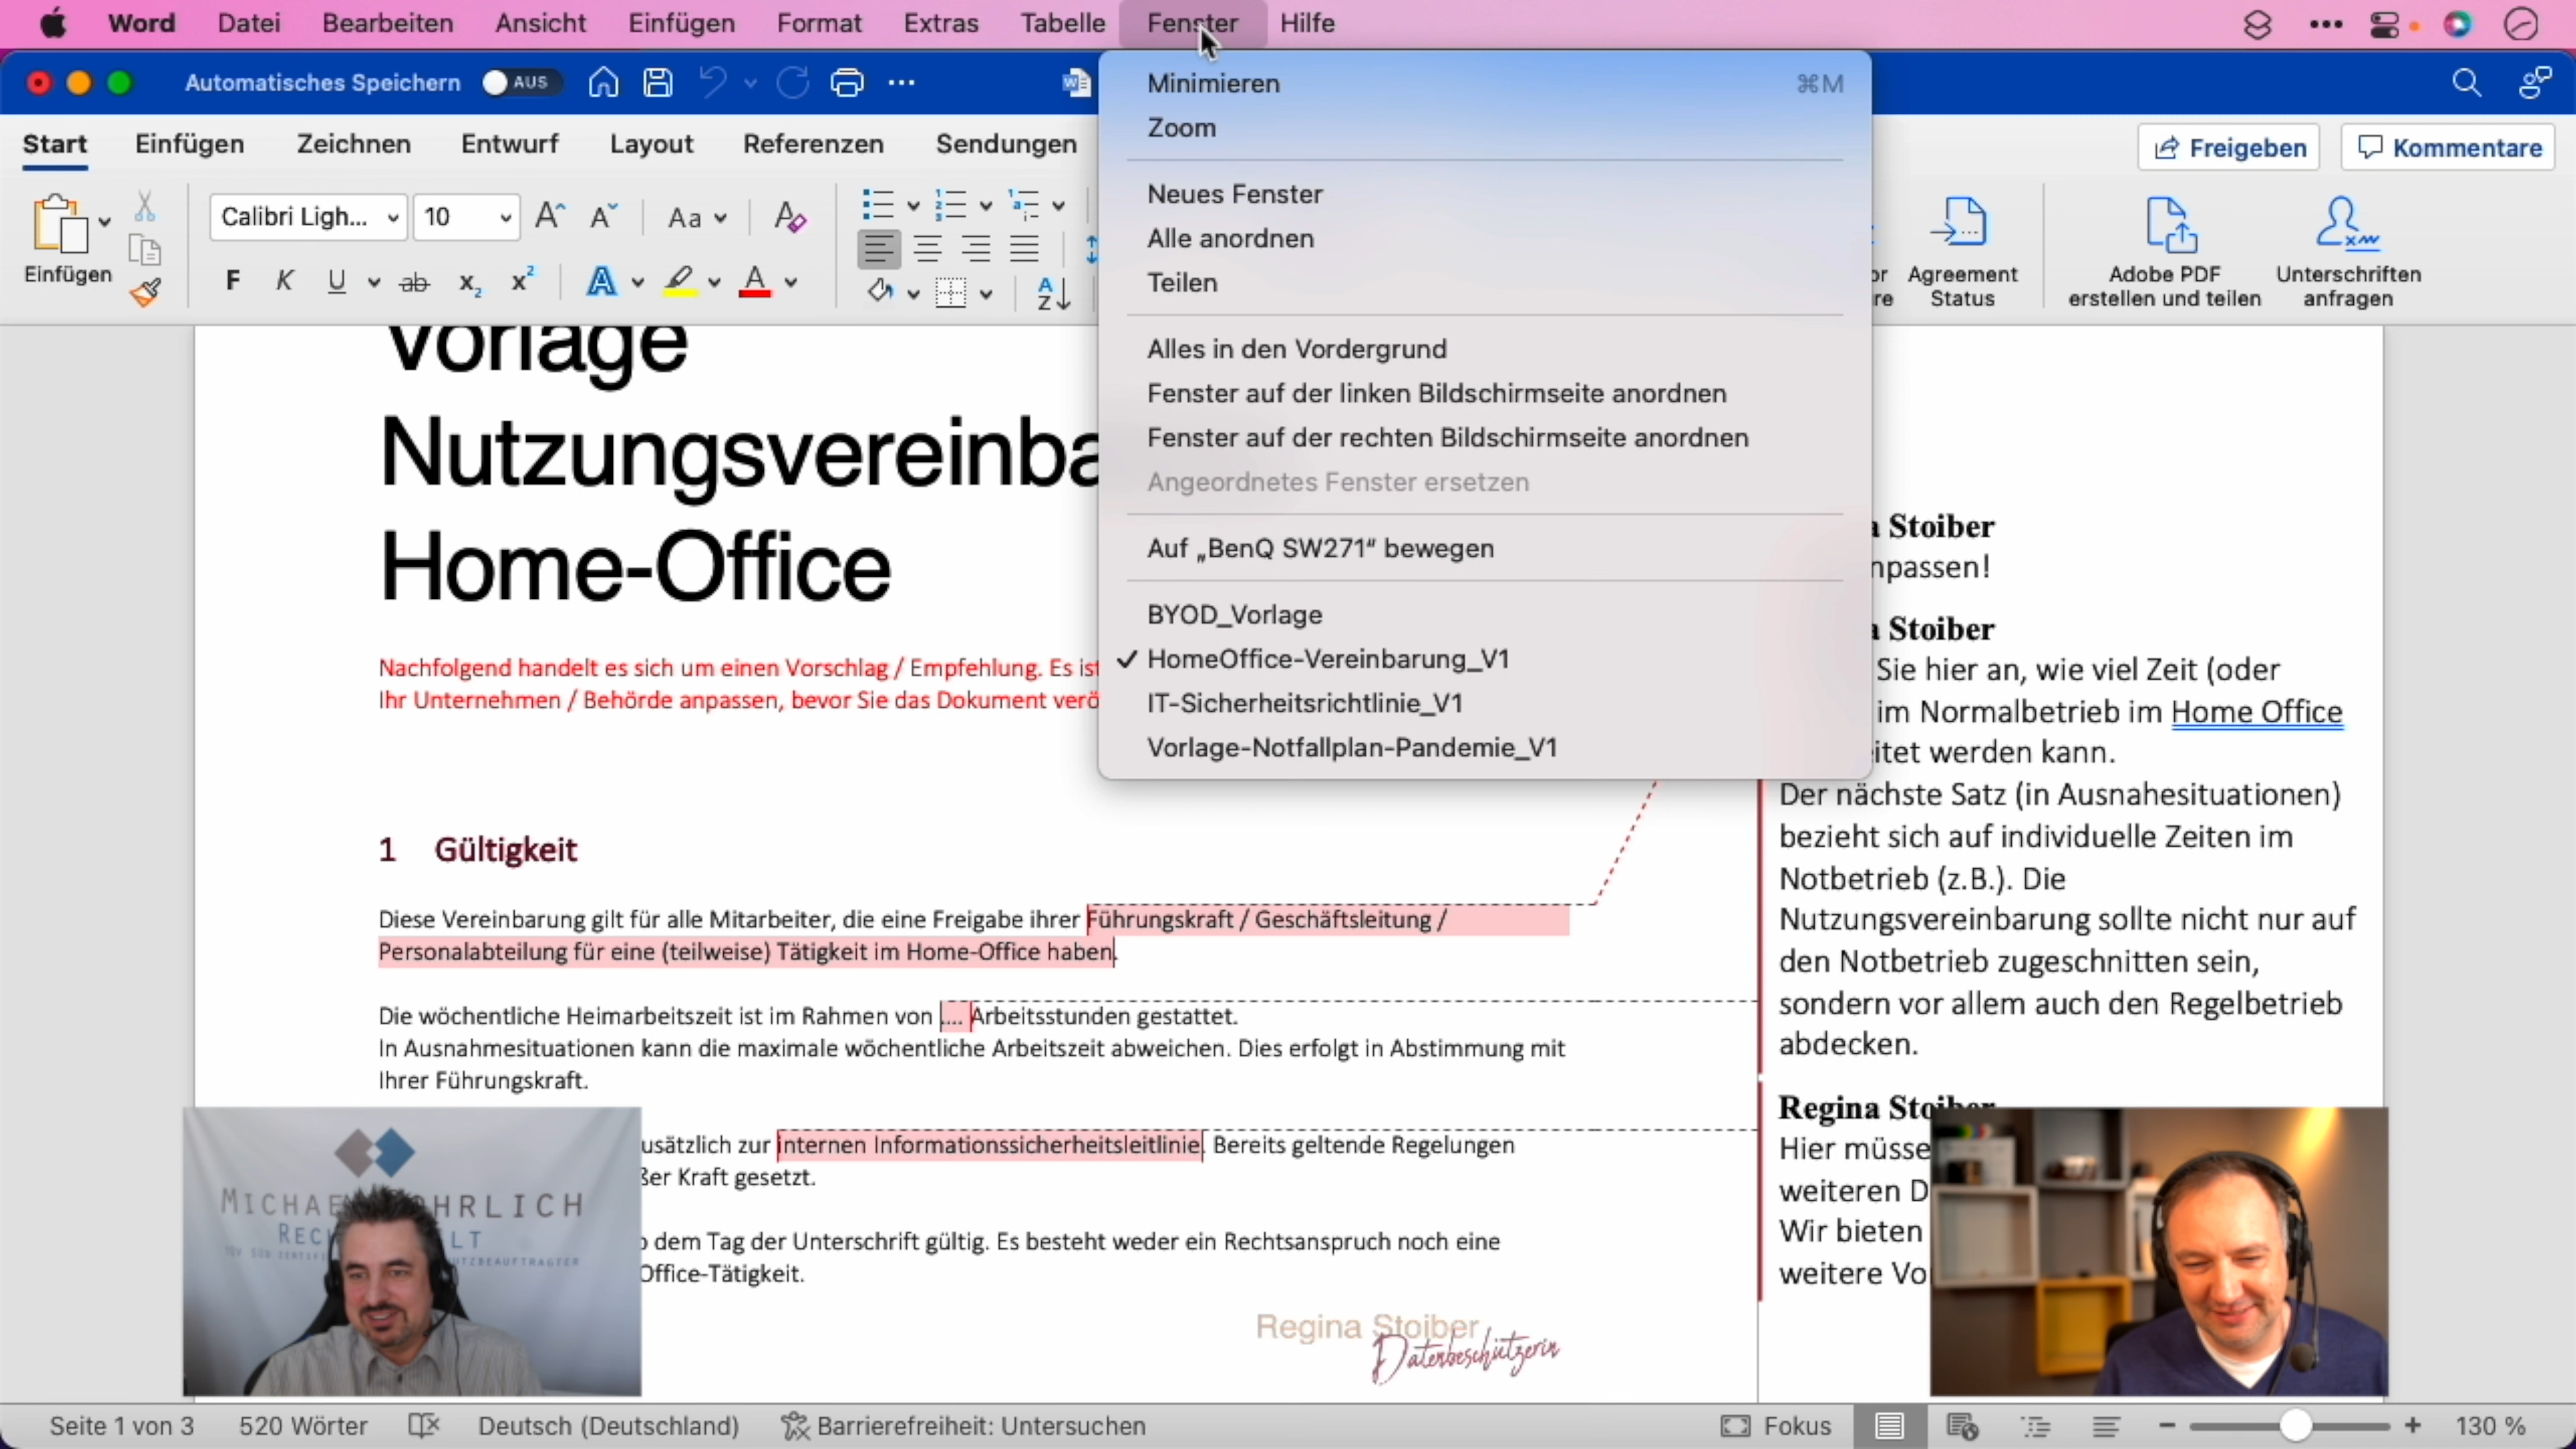 Word Datei Bearbeiten Ansicht Einfügen Format Extras Tabelle Fenster Hilfe
Automatisches Speichern AUS
Start Einfügen Zeichnen Entwurf Layout Referenzen Sendungen
Freigeben Kommentare
Einfügen
Calibri Ligh... 10
Aa
F K U ab x₂ x²
Agreement Status
Adobe PDF erstellen und teilen
Unterschriften anfragen
Minimieren ⌘M
Zoom
Neues Fenster
Alle anordnen
Teilen
Alles in den Vordergrund
Fenster auf der linken Bildschirmseite anordnen
Fenster auf der rechten Bildschirmseite anordnen
Angeordnetes Fenster ersetzen
Auf „BenQ SW271“ bewegen
BYOD_Vorlage
✓ HomeOffice-Vereinbarung_V1
IT-Sicherheitsrichtlinie_V1
Vorlage-Notfallplan-Pandemie_V1
Vorlage
Nutzungsvereinba
Home-Office
Nachfolgend handelt es sich um einen Vorschlag / Empfehlung. Es ist
Ihr Unternehmen / Behörde anpassen, bevor Sie das Dokument verö
1 Gültigkeit
Diese Vereinbarung gilt für alle Mitarbeiter, die eine Freigabe ihrer Führungskraft / Geschäftsleitung /
Personalabteilung für eine (teilweise) Tätigkeit im Home-Office haben.
Die wöchentliche Heimarbeitszeit ist im Rahmen von .... Arbeitsstunden gestattet.
In Ausnahmesituationen kann die maximale wöchentliche Arbeitszeit abweichen. Dies erfolgt in Abstimmung mit
Ihrer Führungskraft.
usätzlich zur internen Informationssicherheitsleitlinie. Bereits geltende Regelungen
ßer Kraft gesetzt.
dem Tag der Unterschrift gültig. Es besteht weder ein Rechtsanspruch noch eine
Office-Tätigkeit.
Regina Stoiber
Datenbeschützerin
a Stoiber
npassen!
a Stoiber
Sie hier an, wie viel Zeit (oder
im Normalbetrieb im Home Office
itet werden kann.
Der nächste Satz (in Ausnahesituationen)
bezieht sich auf individuelle Zeiten im
Notbetrieb (z.B.). Die
Nutzungsvereinbarung sollte nicht nur auf
den Notbetrieb zugeschnitten sein,
sondern vor allem auch den Regelbetrieb
abdecken.
Regina Stoiber
Hier müsse
weiteren D
Wir bieten
weitere Vo
MICHAE HRLICH
REC LT
Seite 1 von 3 520 Wörter Deutsch (Deutschland) Barrierefreiheit: Untersuchen Fokus 130 %